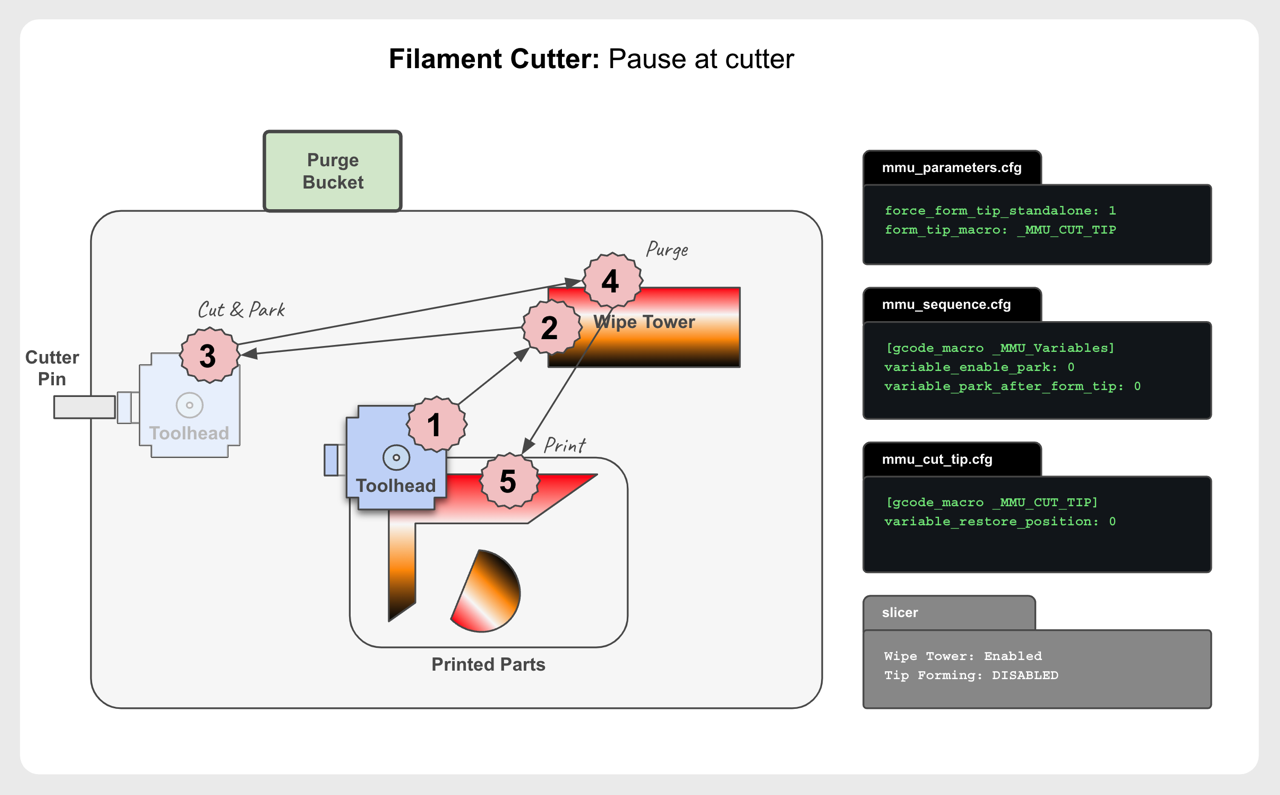 Filament Cutter: Pause at cutter
Purge
Bucket
Purge
4
Cut & Park
2
Wipe Tower
3
Cutter
Pin
Toolhead
1
Print
5
Toolhead
Printed Parts
mmu_parameters.cfg
force_form_tip_standalone: 1
form_tip_macro: _MMU_CUT_TIP
mmu_sequence.cfg
[gcode_macro _MMU_Variables]
variable_enable_park: 0
variable_park_after_form_tip: 0
mmu_cut_tip.cfg
[gcode_macro _MMU_CUT_TIP]
variable_restore_position: 0
slicer
Wipe Tower: Enabled
Tip Forming: DISABLED